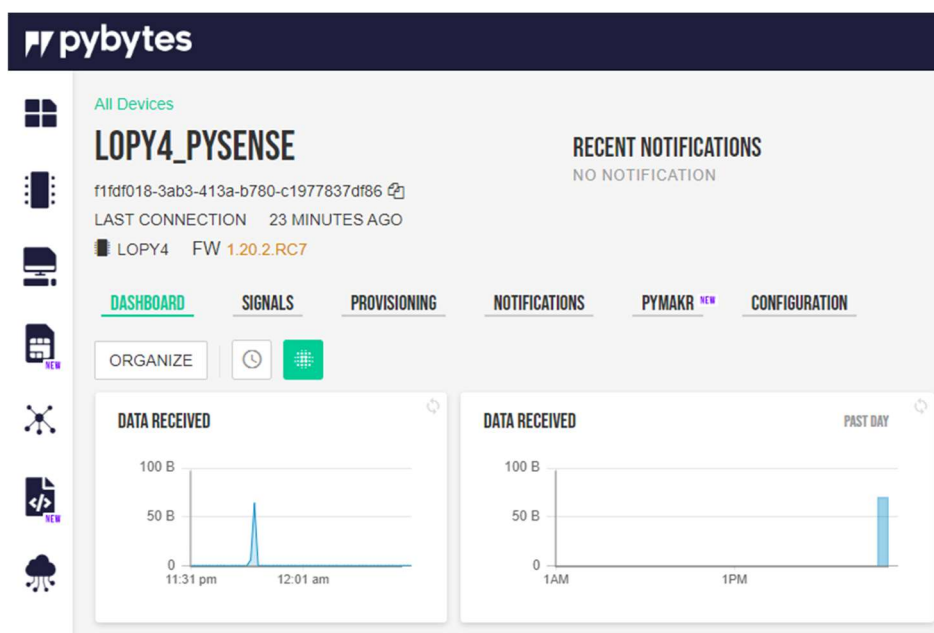 pybytes
All Devices
LOPY4_PYSENSE
f1fdf018-3ab3-413a-b780-c1977837df86
LAST CONNECTION 23 MINUTES AGO
LOPY4 FW 1.20.2.RC7
RECENT NOTIFICATIONS
NO NOTIFICATION
DASHBOARD SIGNALS PROVISIONING NOTIFICATIONS PYMAKR NEW CONFIGURATION
NEW
NEW
ORGANIZE
DATA RECEIVED
100 B
50 B
0
11:31 pm 12:01 am
DATA RECEIVED PAST DAY
100 B
50 B
0
1AM 1PM